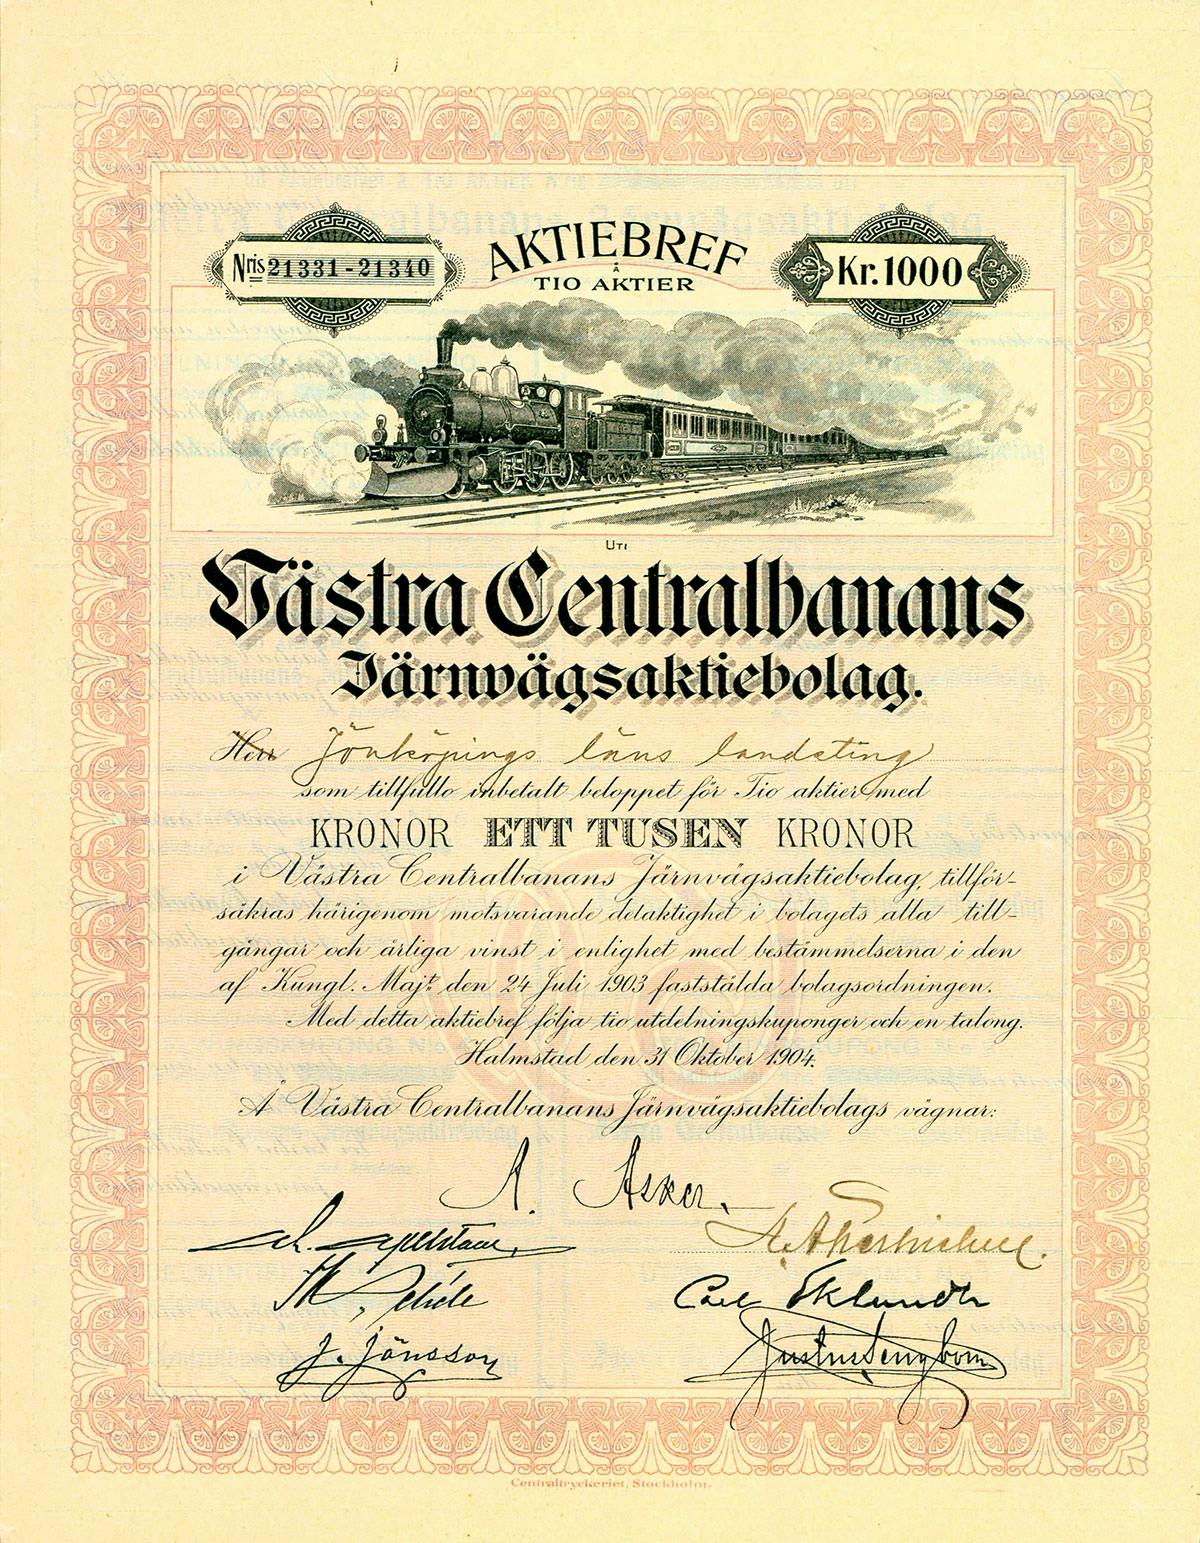 Nris 21331-21340
AKTIEBREF
Å
TIO AKTIER
Kr. 1000
UTI
Västra Centralbanans
Järnvägsaktiebolag.
Herr Jönköpings läns landsting
som tillfullo inbetalt beloppet för Tio aktier med
KRONOR ETT TUSEN KRONOR
i Västra Centralbanans Järnvägsaktiebolag, tillför-
säkras härigenom motsvarande delaktighet i bolagets alla till-
gångar och årliga vinst i enlighet med bestämmelserna i den
af Kungl. Maj:t den 24 Juli 1903 faststälda bolagsordningen.
Med detta aktiebref följa tio utdelningskuponger och en talong.
Halmstad den 31 Oktober 1904.
Å Västra Centralbanans Järnvägsaktiebolags vägnar:
A. Asker.
Carl Eklundh
J. Jönsson
Justus Tengbom
Centraltryckeriet, Stockholm.